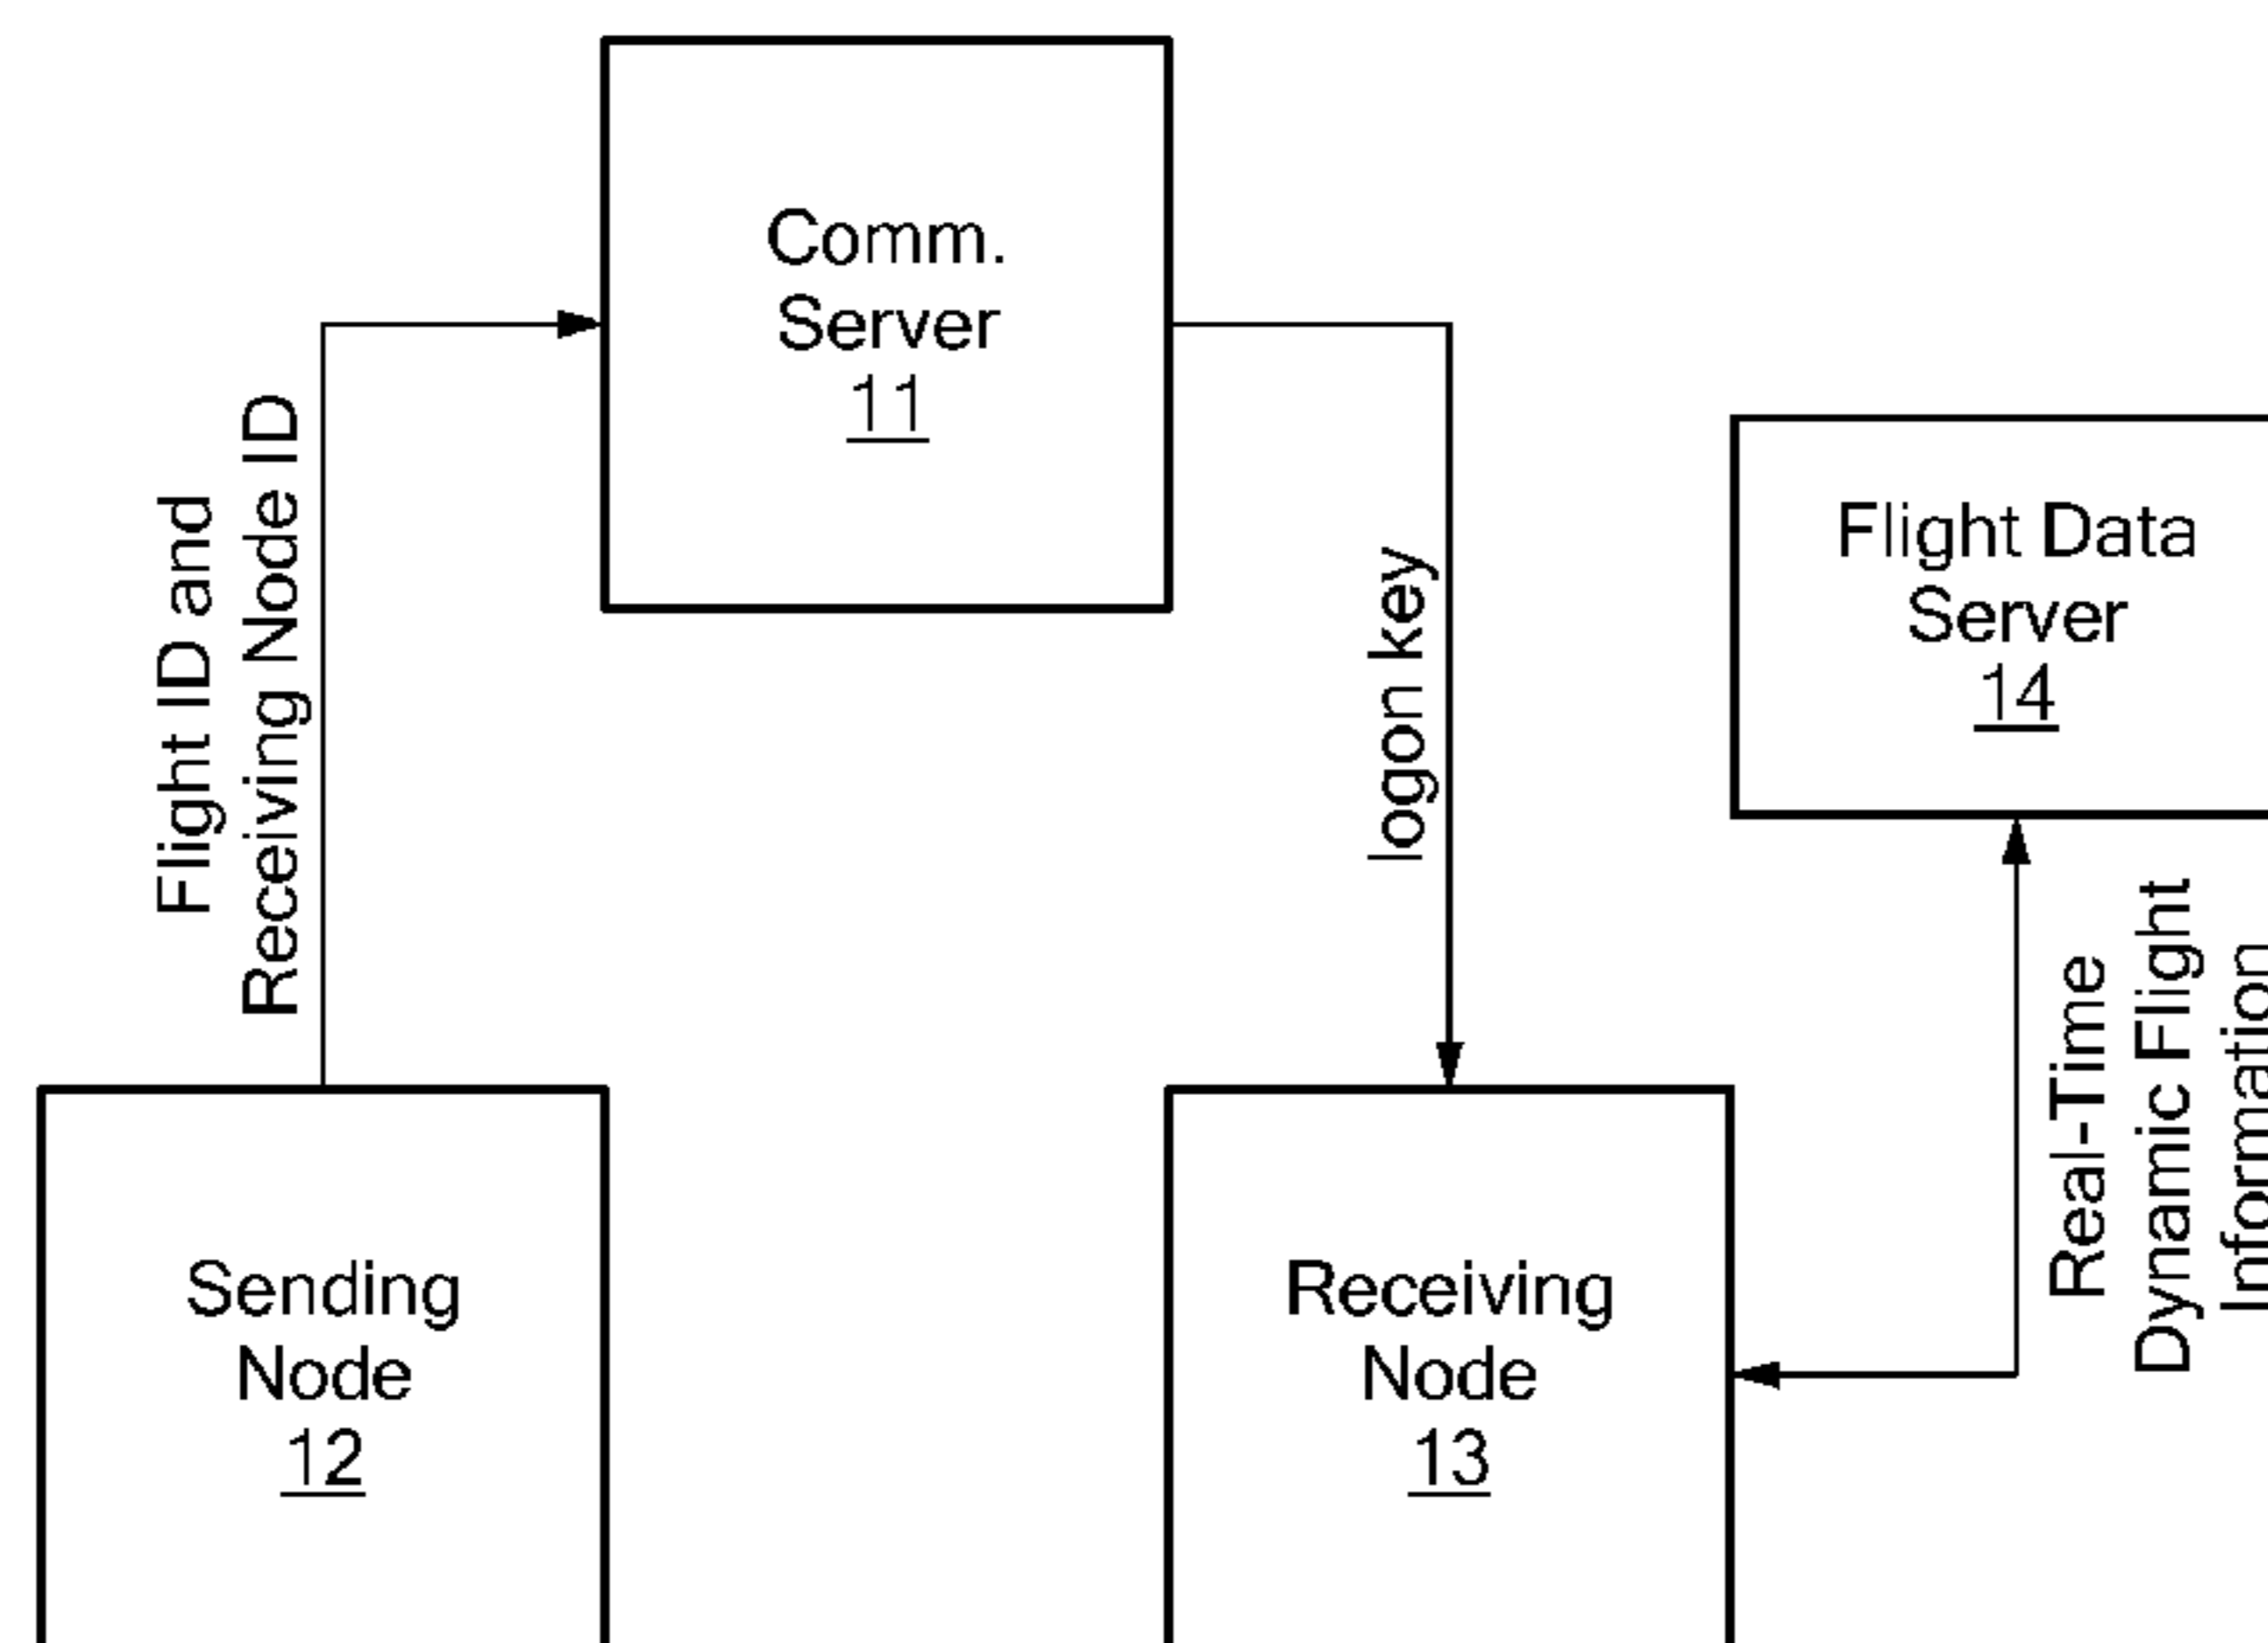 Comm.
Server
11
Flight ID and
Receiving Node ID
logon key
Flight Data
Server
14
Real-Time
Dynamic Flight
Information
Sending
Node
12
Receiving
Node
13